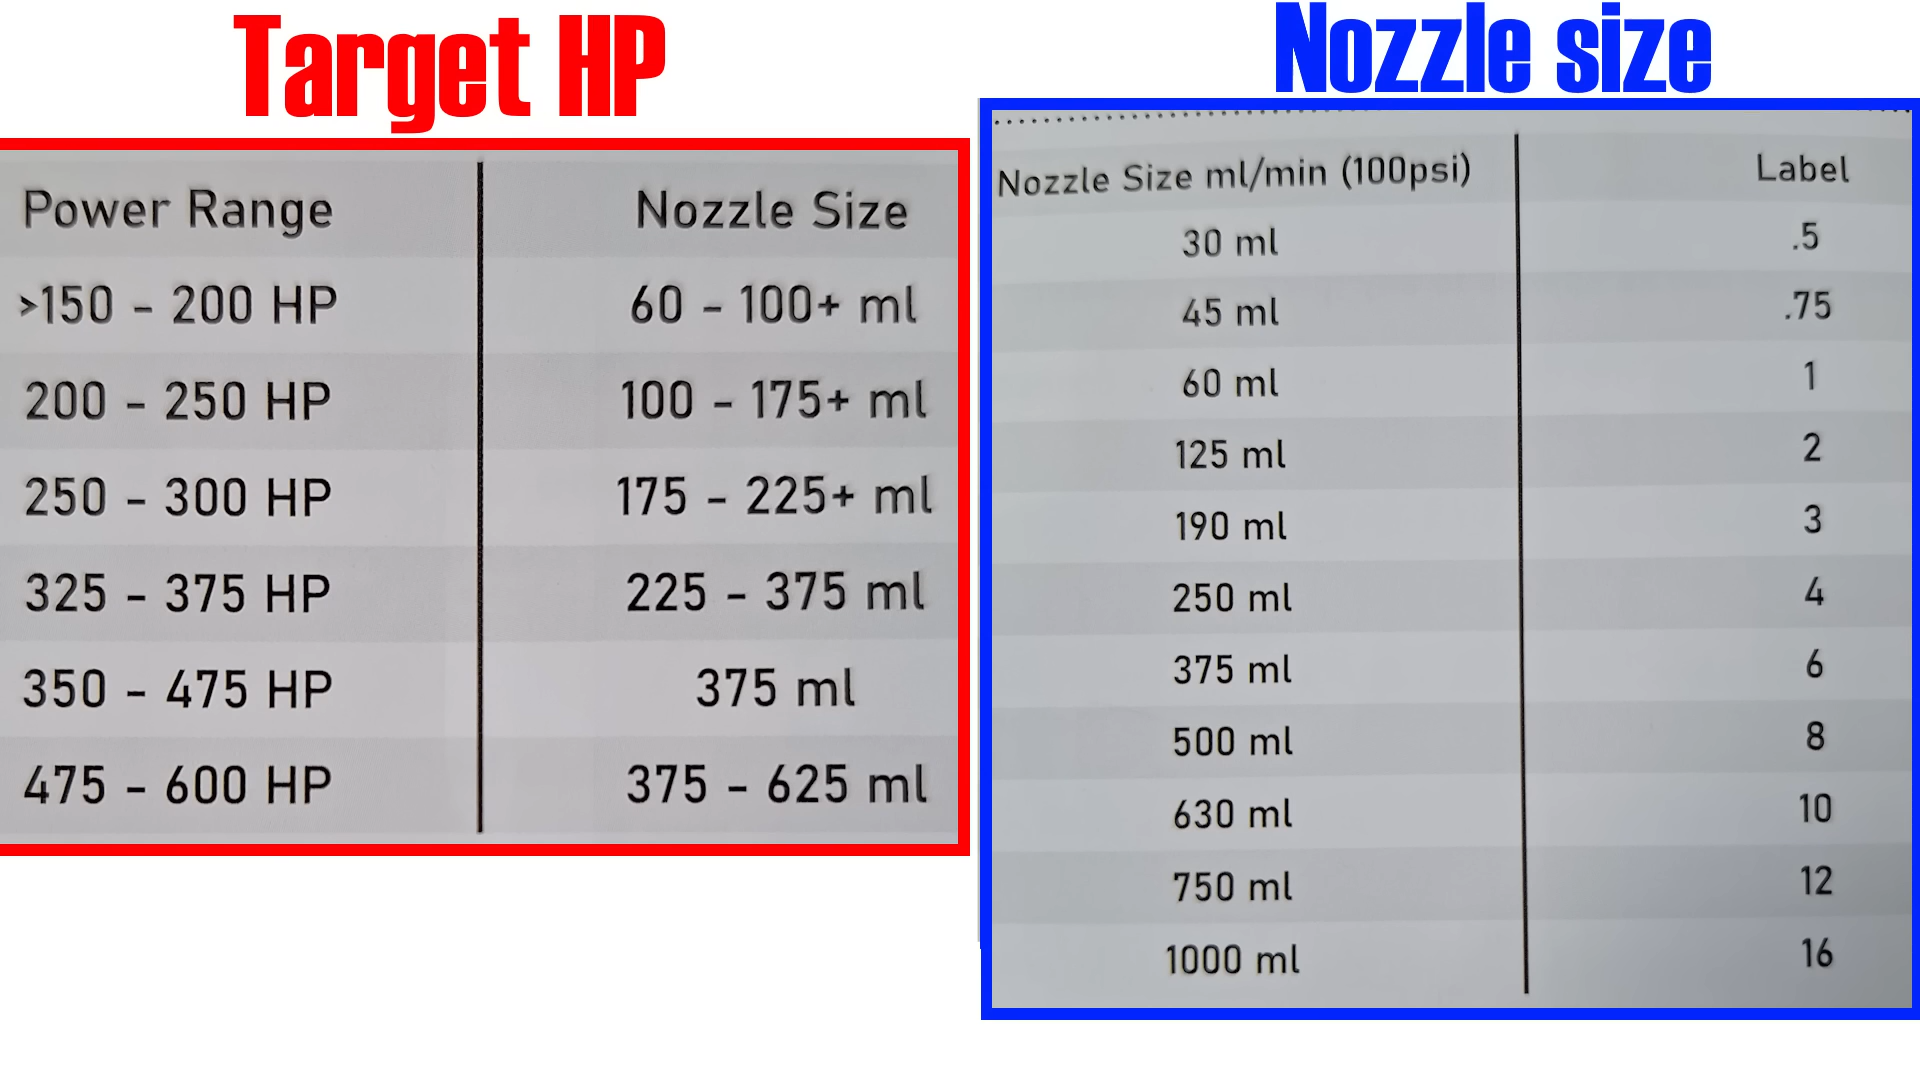 Target HP
Power Range Nozzle Size
>150 - 200 HP 60 - 100+ ml
200 - 250 HP 100 - 175+ ml
250 - 300 HP 175 - 225+ ml
325 - 375 HP 225 - 375 ml
350 - 475 HP 375 ml
475 - 600 HP 375 - 625 ml
Nozzle size
Nozzle Size ml/min (100psi) Label
30 ml .5
45 ml .75
60 ml 1
125 ml 2
190 ml 3
250 ml 4
375 ml 6
500 ml 8
630 ml 10
750 ml 12
1000 ml 16